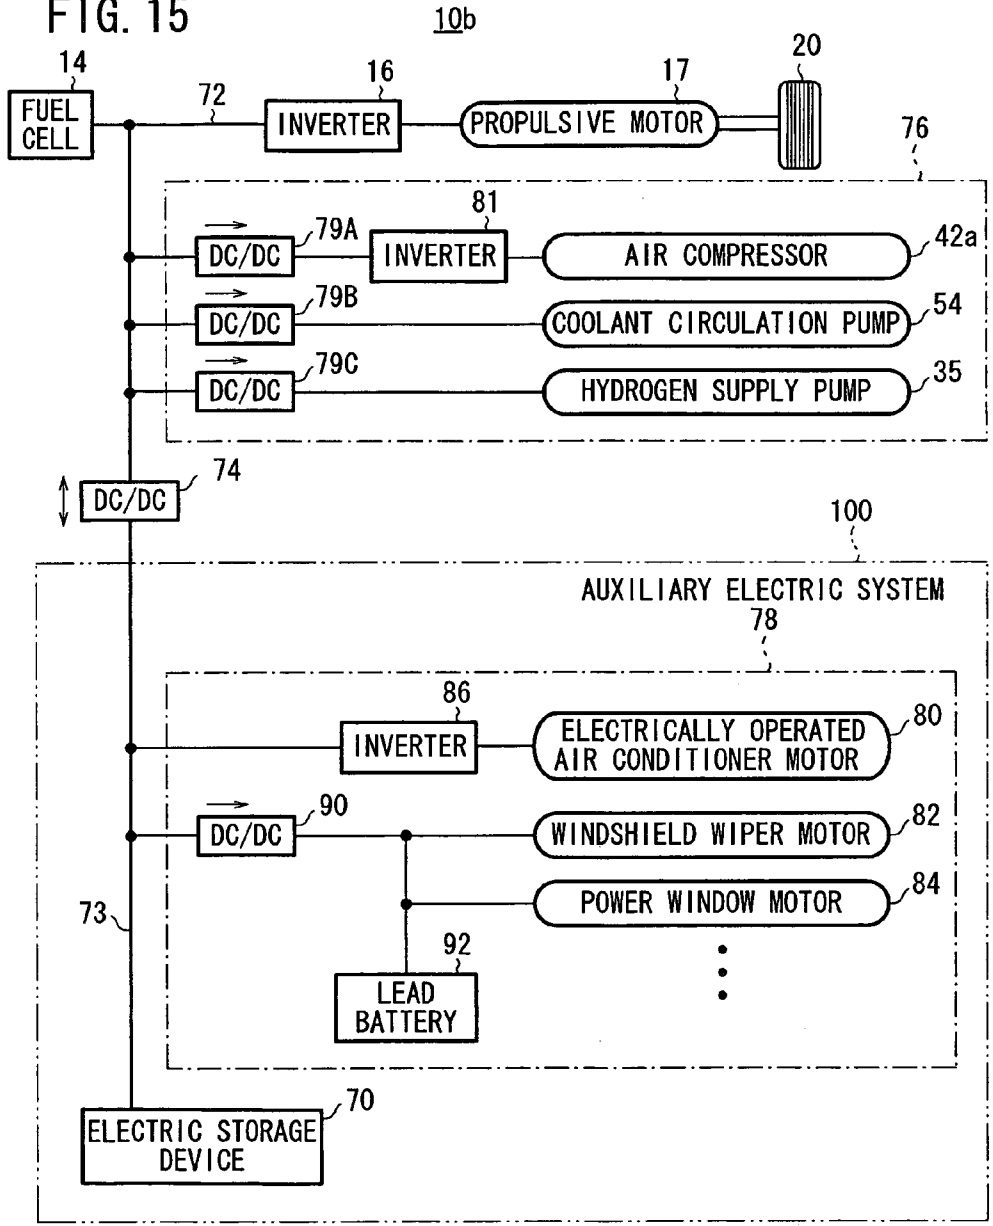 FIG. 15
10b
14
FUEL
CELL
72
16
INVERTER
17
PROPULSIVE MOTOR
20
76
79A
DC/DC
81
INVERTER
AIR COMPRESSOR
42a
79B
DC/DC
COOLANT CIRCULATION PUMP
54
79C
DC/DC
HYDROGEN SUPPLY PUMP
35
74
DC/DC
100
AUXILIARY ELECTRIC SYSTEM
78
86
INVERTER
ELECTRICALLY OPERATED
AIR CONDITIONER MOTOR
80
90
DC/DC
WINDSHIELD WIPER MOTOR
82
POWER WINDOW MOTOR
84
73
92
LEAD
BATTERY
70
ELECTRIC STORAGE
DEVICE